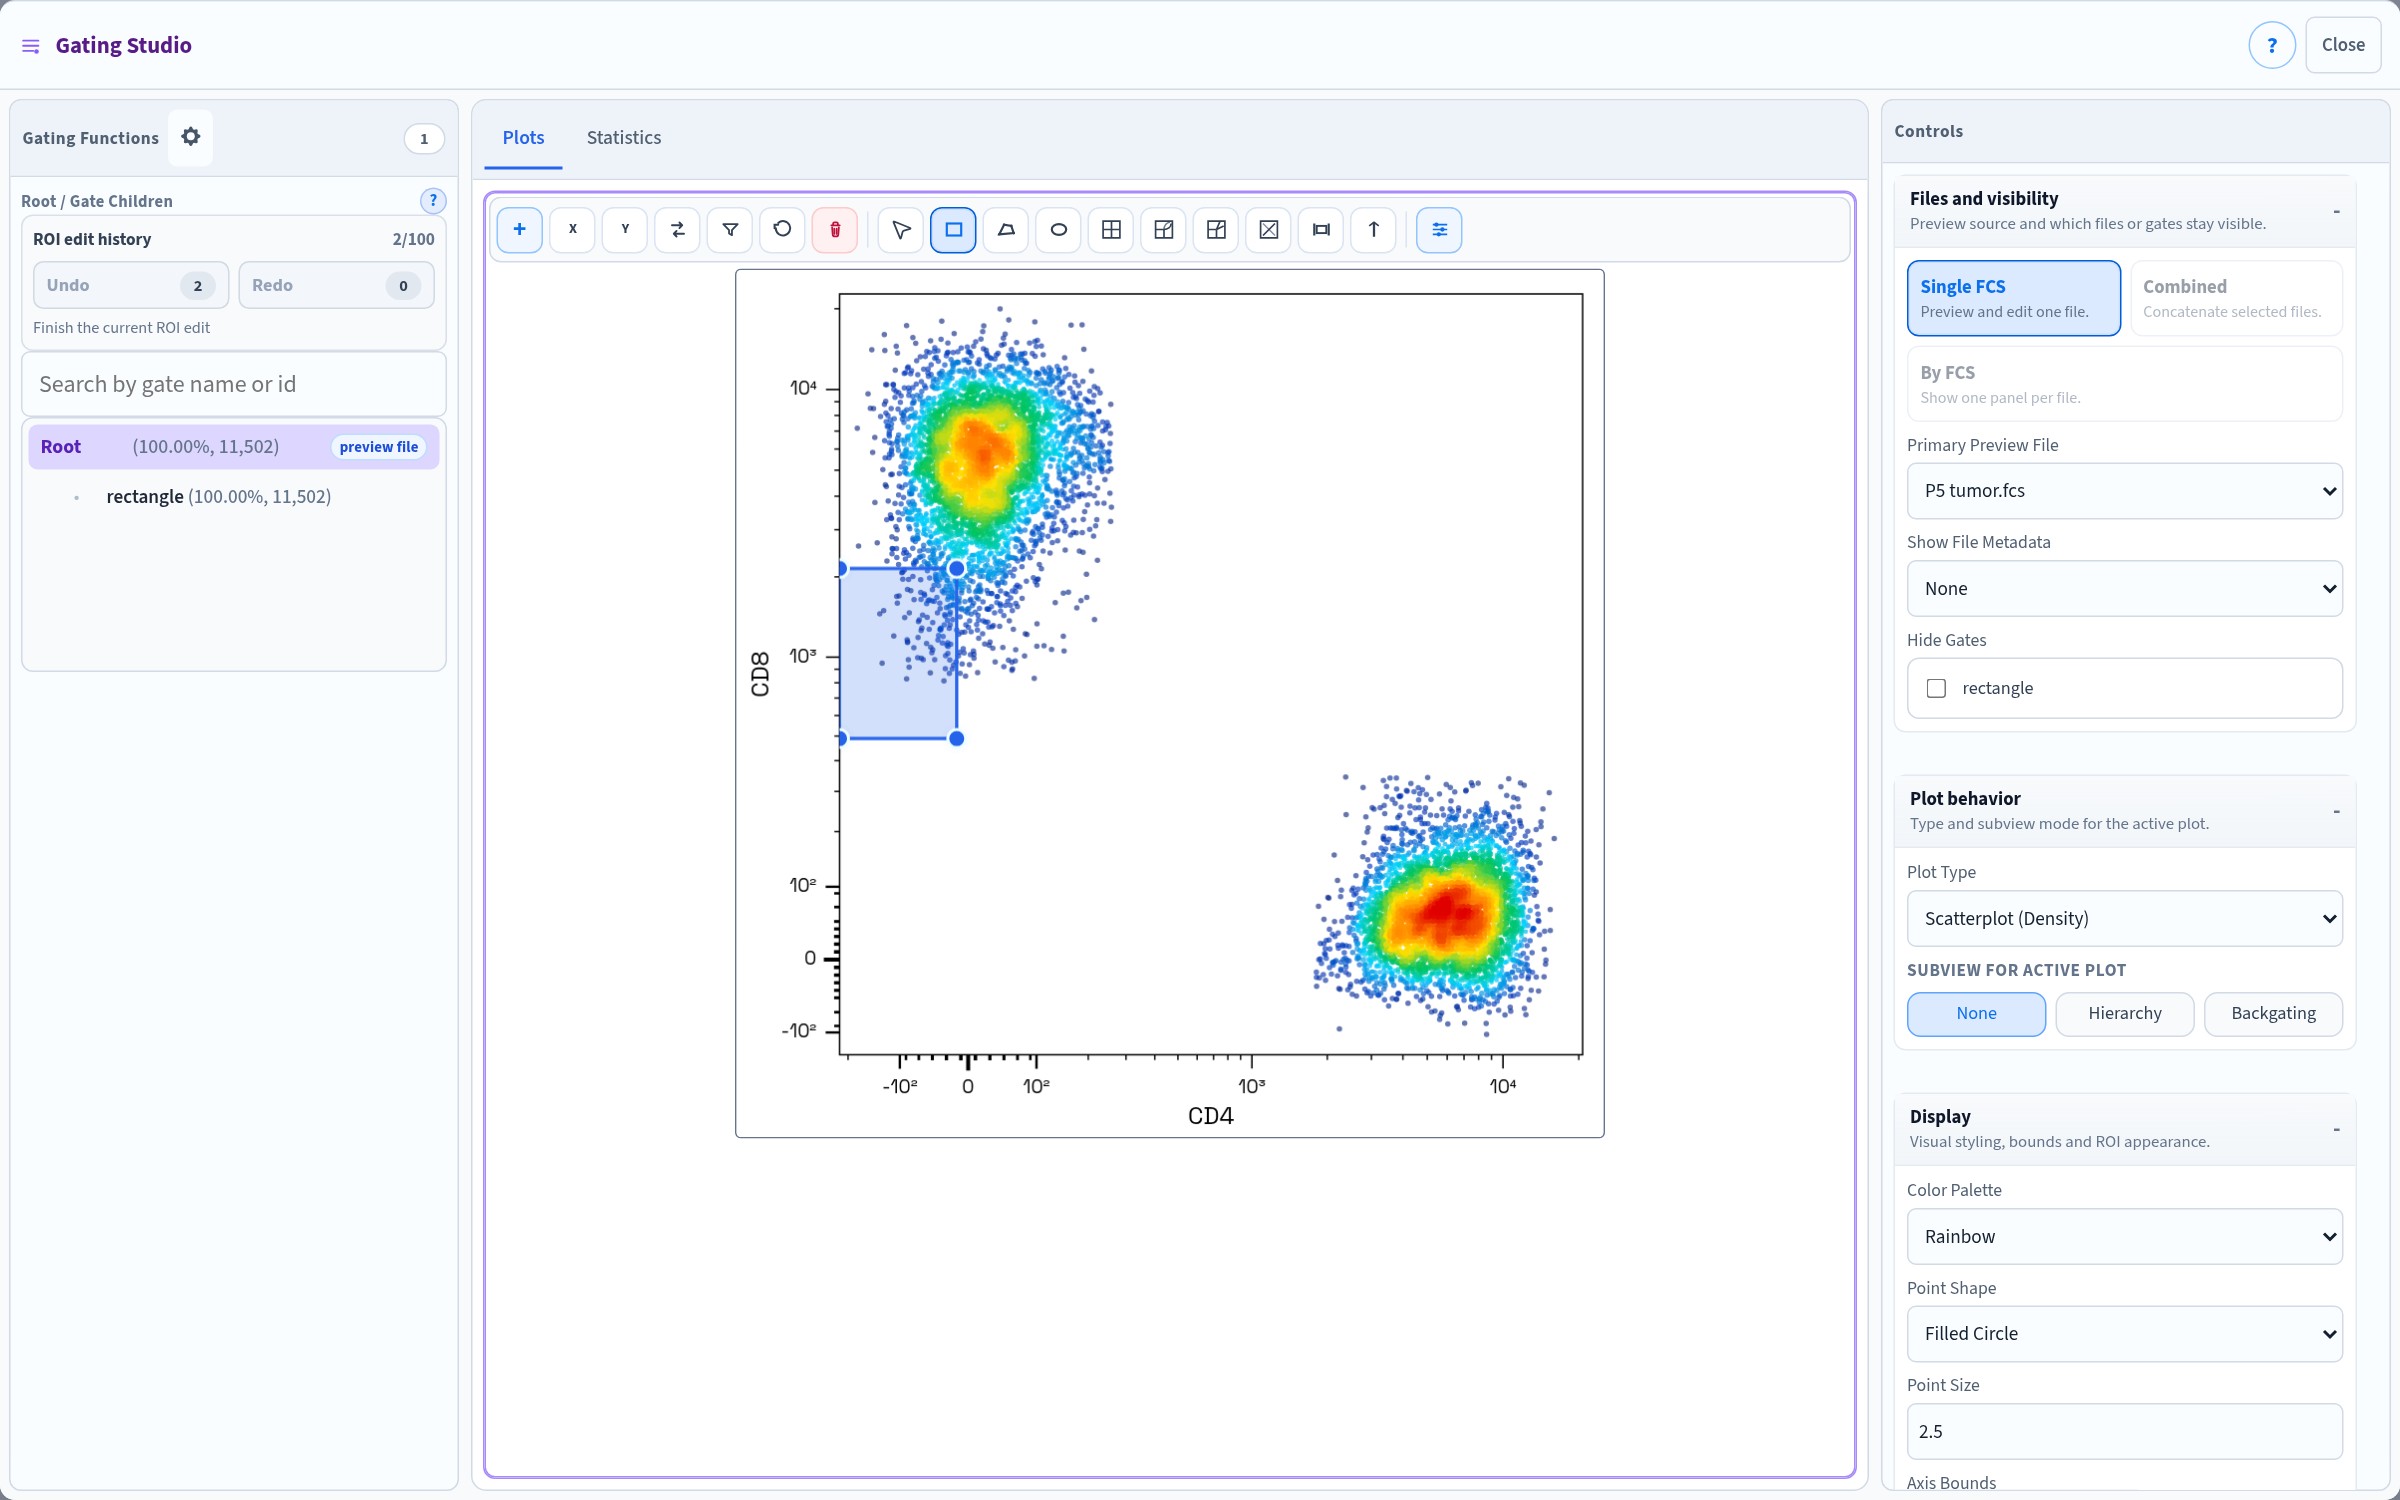 Gating Studio
?
Close
Gating Functions
1
Root / Gate Children
?
ROI edit history
2/100
Undo 2
Redo 0
Finish the current ROI edit
Search by gate name or id
Root (100.00%, 11,502) preview file
rectangle (100.00%, 11,502)
Plots
Statistics
+ X Y
10⁴
10³
10²
0
-10²
CD8
-10² 0 10² 10³ 10⁴
CD4
Controls
Files and visibility
Preview source and which files or gates stay visible.
-
Single FCS
Preview and edit one file.
Combined
Concatenate selected files.
By FCS
Show one panel per file.
Primary Preview File
P5 tumor.fcs
Show File Metadata
None
Hide Gates
rectangle
Plot behavior
Type and subview mode for the active plot.
-
Plot Type
Scatterplot (Density)
SUBVIEW FOR ACTIVE PLOT
None
Hierarchy
Backgating
Display
Visual styling, bounds and ROI appearance.
-
Color Palette
Rainbow
Point Shape
Filled Circle
Point Size
2.5
Axis Bounds